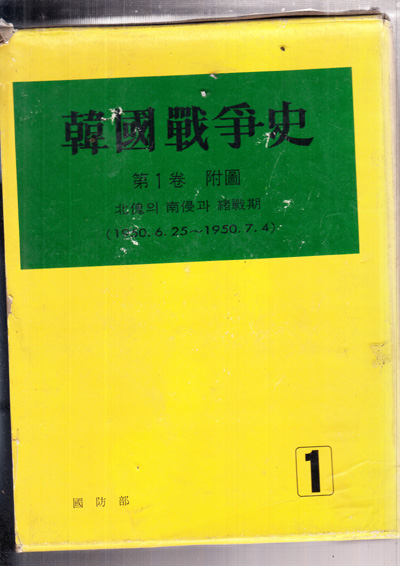 韓國戰爭史
第1卷 附圖
北傀의 南侵과 緖戰期
(1950. 6. 25～1950. 7. 4)
1
國防部